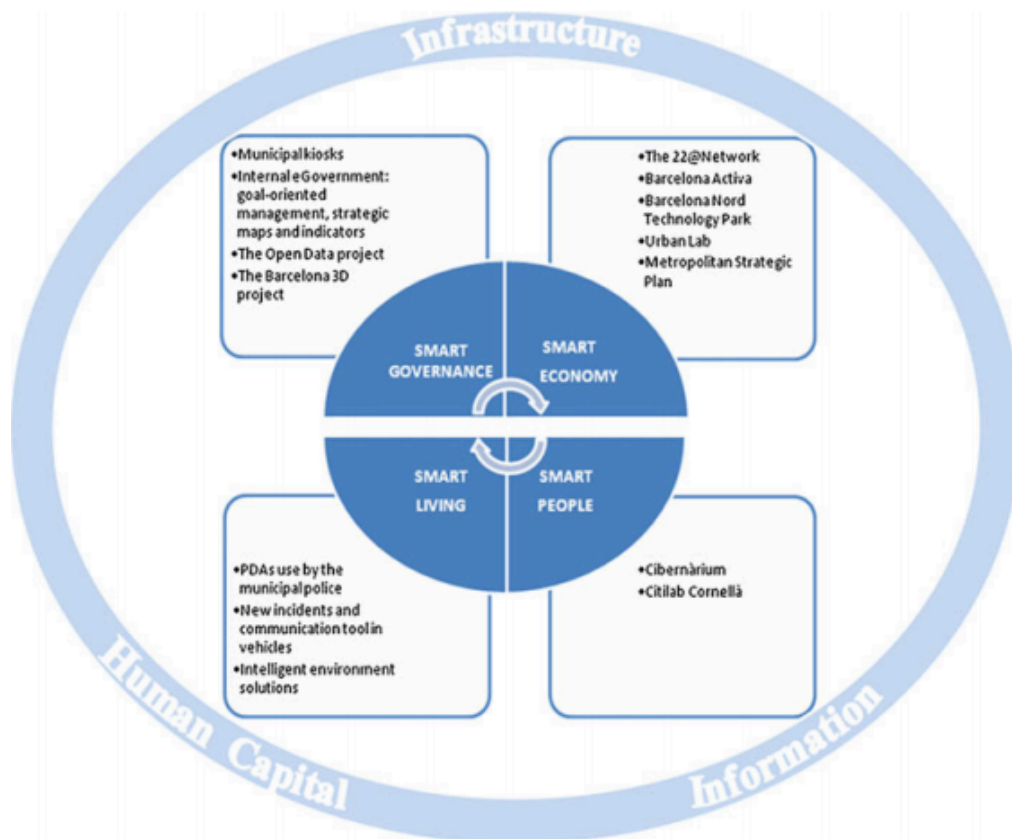 Infrastructure
•Municipal kiosks
•Internal eGovernment:
goal-oriented
management, strategic
maps and indicators
•The Open Data project
•The Barcelona 3D
project
•The 22@Network
•Barcelona Activa
•Barcelona Nord
Technology Park
•Urban Lab
•Metropolitan Strategic
Plan
SMART
GOVERNANCE
SMART
ECONOMY
SMART
LIVING
SMART
PEOPLE
•PDAs use by the
municipal police
•New incidents and
communication tool in
vehicles
•Intelligent environment
solutions
•Cibernàrium
•Citilab Cornellà
Human Capital
Information